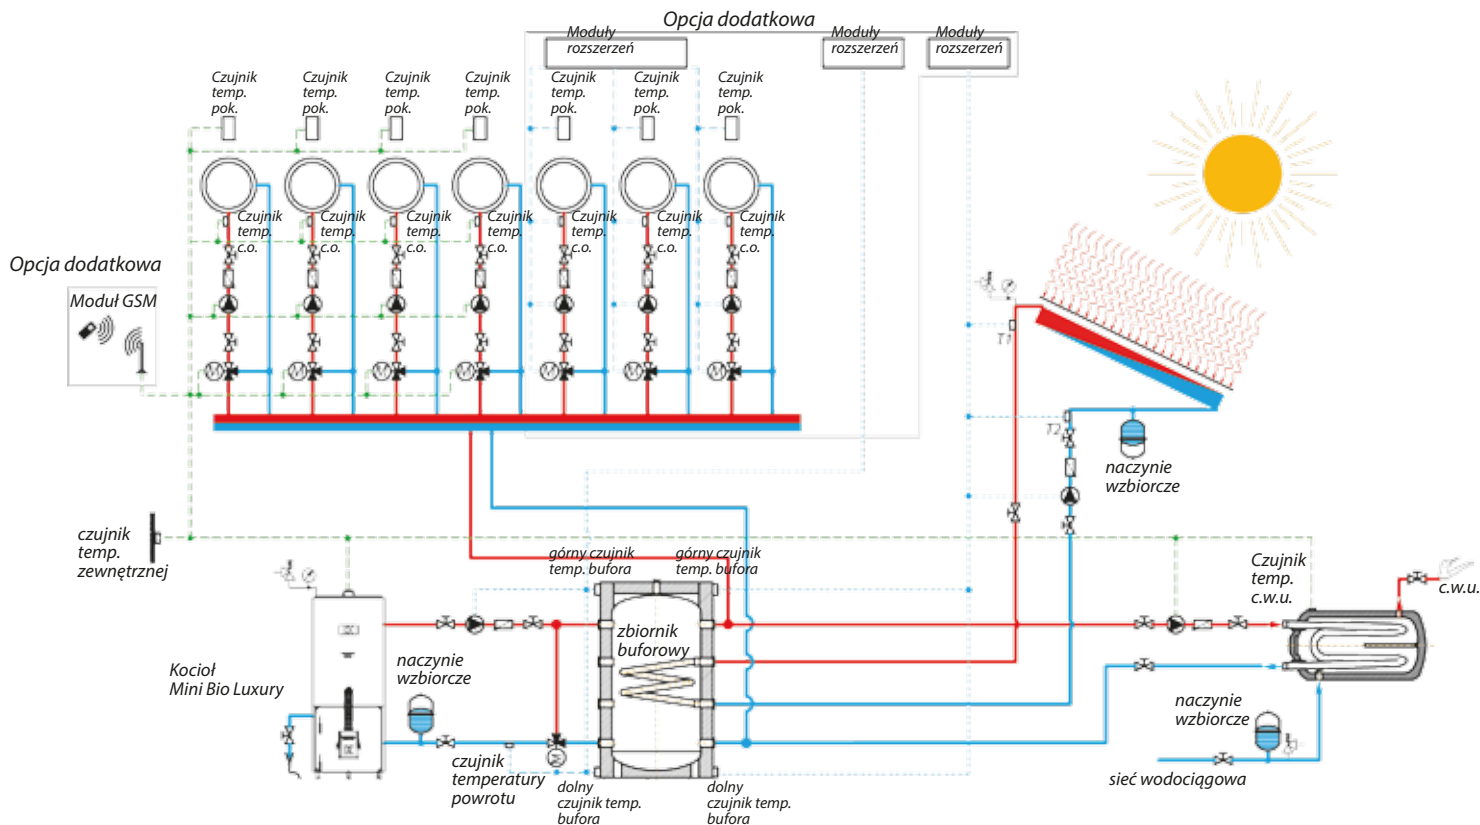 Opcja dodatkowa
Moduły
rozszerzeń
Moduły
rozszerzeń
Moduły
rozszerzeń
Czujnik
temp.
pok.
Czujnik
temp.
pok.
Czujnik
temp.
pok.
Czujnik
temp.
pok.
Czujnik
temp.
pok.
Czujnik
temp.
pok.
Czujnik
temp.
pok.
Czujnik
temp.
c.o.
Czujnik
temp.
c.o.
Czujnik
temp.
c.o.
Czujnik
temp.
c.o.
Czujnik
temp.
c.o.
Czujnik
temp.
c.o.
Czujnik
temp.
c.o.
Opcja dodatkowa
Moduł GSM
M
M
M
M
M
M
M
T1
T2
naczynie
wzbiorcze
czujnik
temp.
zewnętrznej
górny czujnik
temp. bufora
górny czujnik
temp. bufora
Czujnik
temp.
c.w.u.
c.w.u.
zbiornik
buforowy
Kocioł
Mini Bio Luxury
naczynie
wzbiorcze
naczynie
wzbiorcze
M
czujnik
temperatury
powrotu
sieć wodociągowa
dolny
czujnik temp.
bufora
dolny
czujnik temp.
bufora